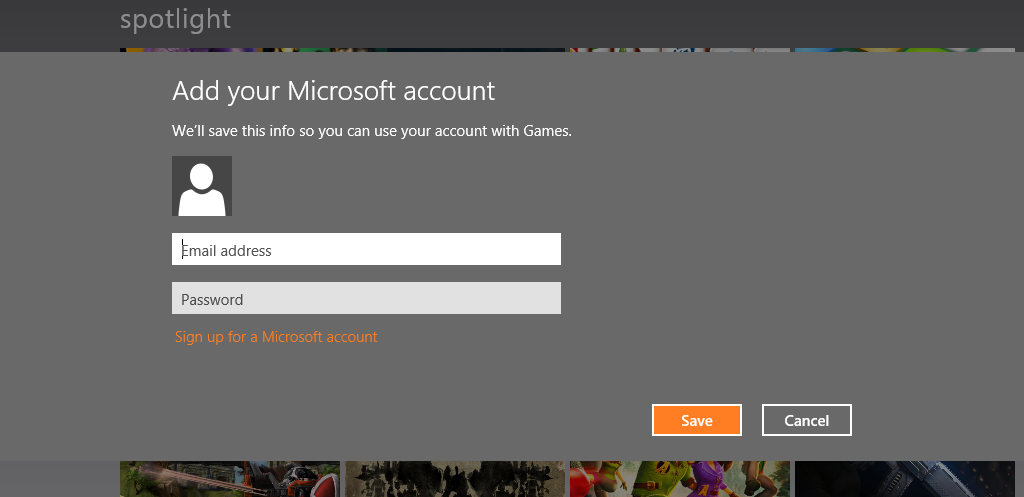 spotlight
Add your Microsoft account
We'll save this info so you can use your account with Games.
Email address
Password
Sign up for a Microsoft account
Save
Cancel